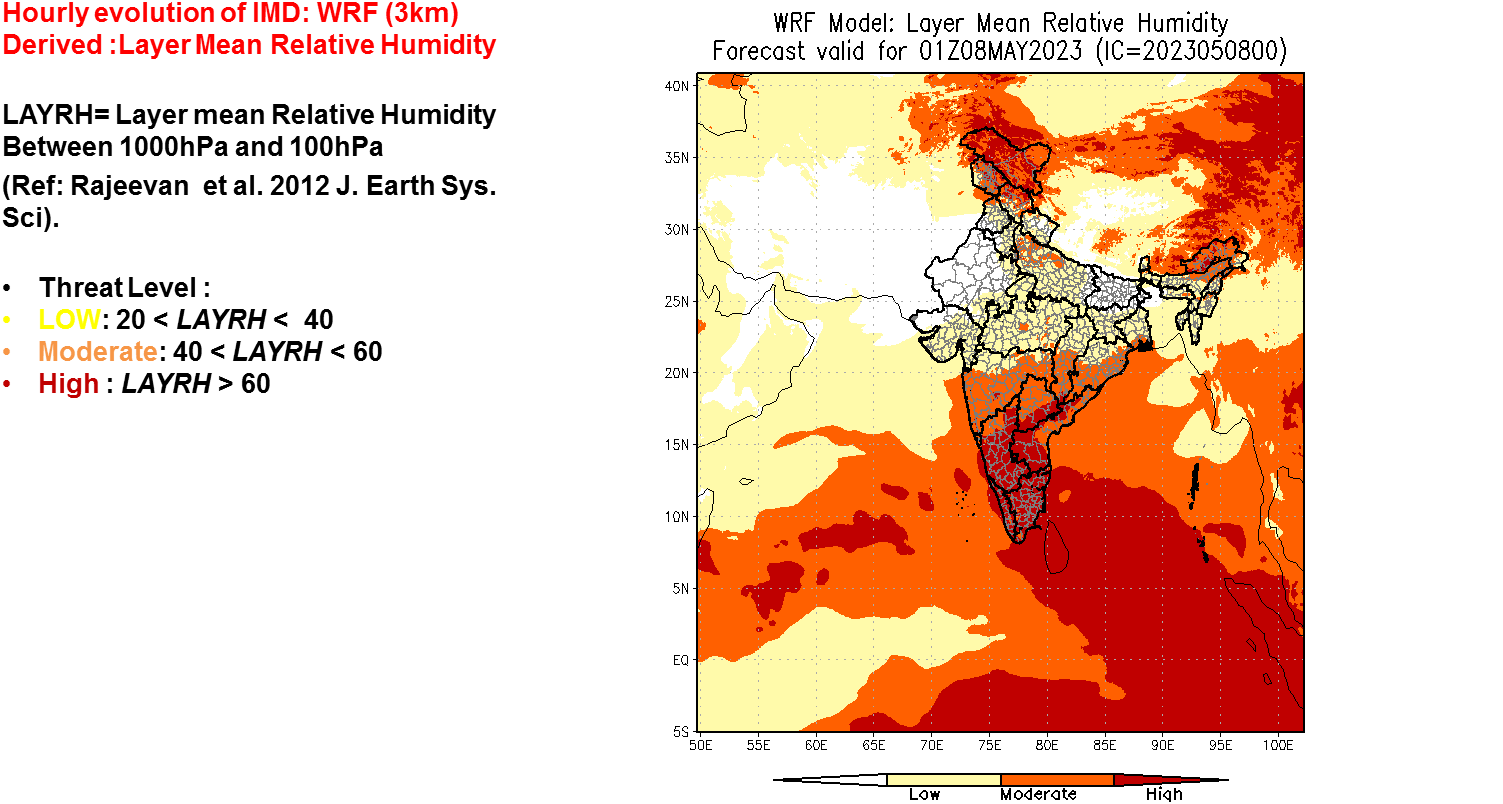 Hourly evolution of IMD: WRF (3km)
Derived :Layer Mean Relative Humidity
LAYRH= Layer mean Relative Humidity
Between 1000hPa and 100hPa
(Ref: Rajeevan et al. 2012 J. Earth Sys.
Sci).
• Threat Level :
• LOW: 20 < LAYRH < 40
• Moderate: 40 < LAYRH < 60
• High : LAYRH > 60
WRF Model: Layer Mean Relative Humidity
Forecast valid for 01Z08MAY2023 (IC=2023050800)
40N
35N
30N
25N
20N
15N
10N
5N
EQ
5S
50E 55E 60E 65E 70E 75E 80E 85E 90E 95E 100E
Low Moderate High